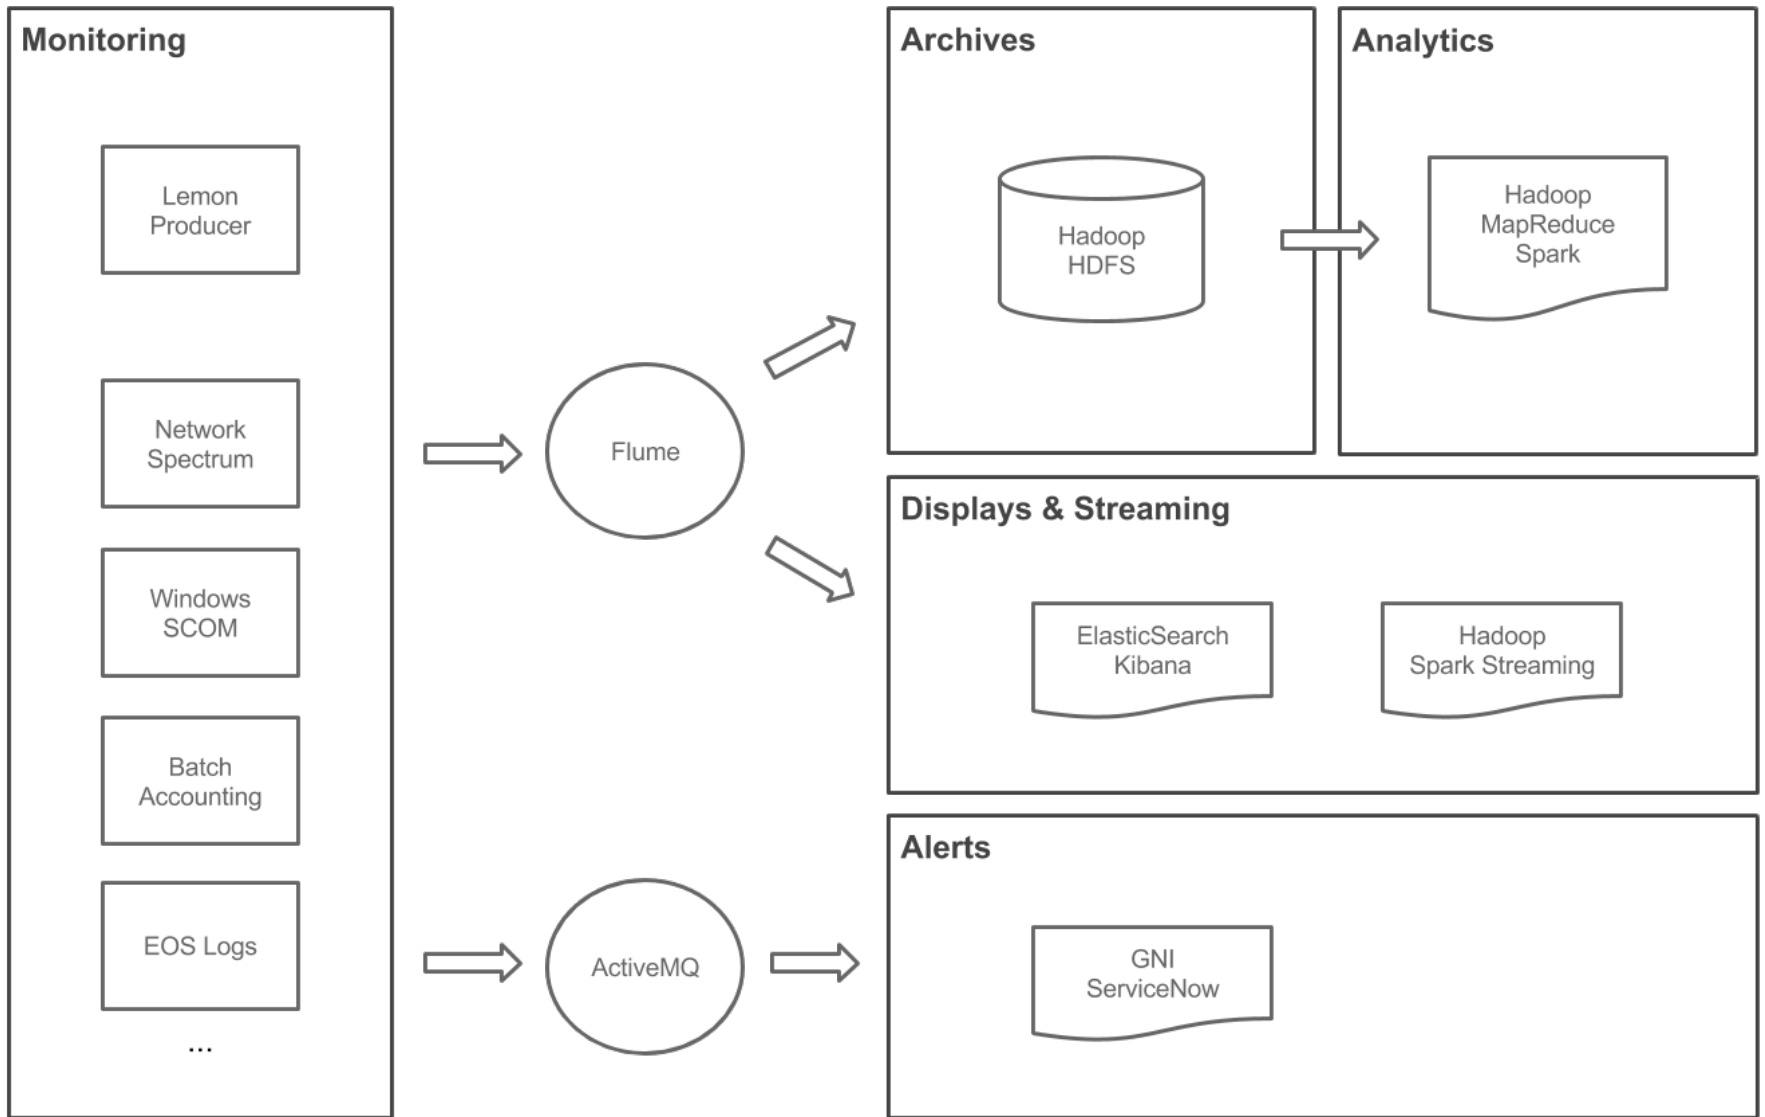 Monitoring
Lemon
Producer
Network
Spectrum
Windows
SCOM
Batch
Accounting
EOS Logs
...
Flume
ActiveMQ
Archives
Hadoop
HDFS
Analytics
Hadoop
MapReduce
Spark
Displays & Streaming
ElasticSearch
Kibana
Hadoop
Spark Streaming
Alerts
GNI
ServiceNow